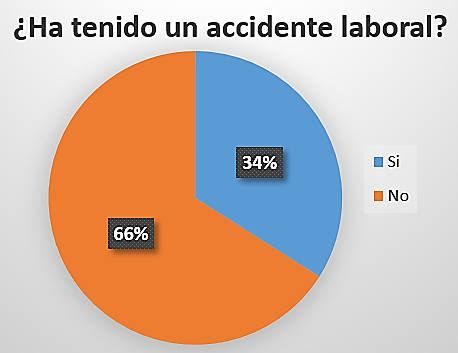 ¿Ha tenido un accidente laboral?
34%
Si
No
66%